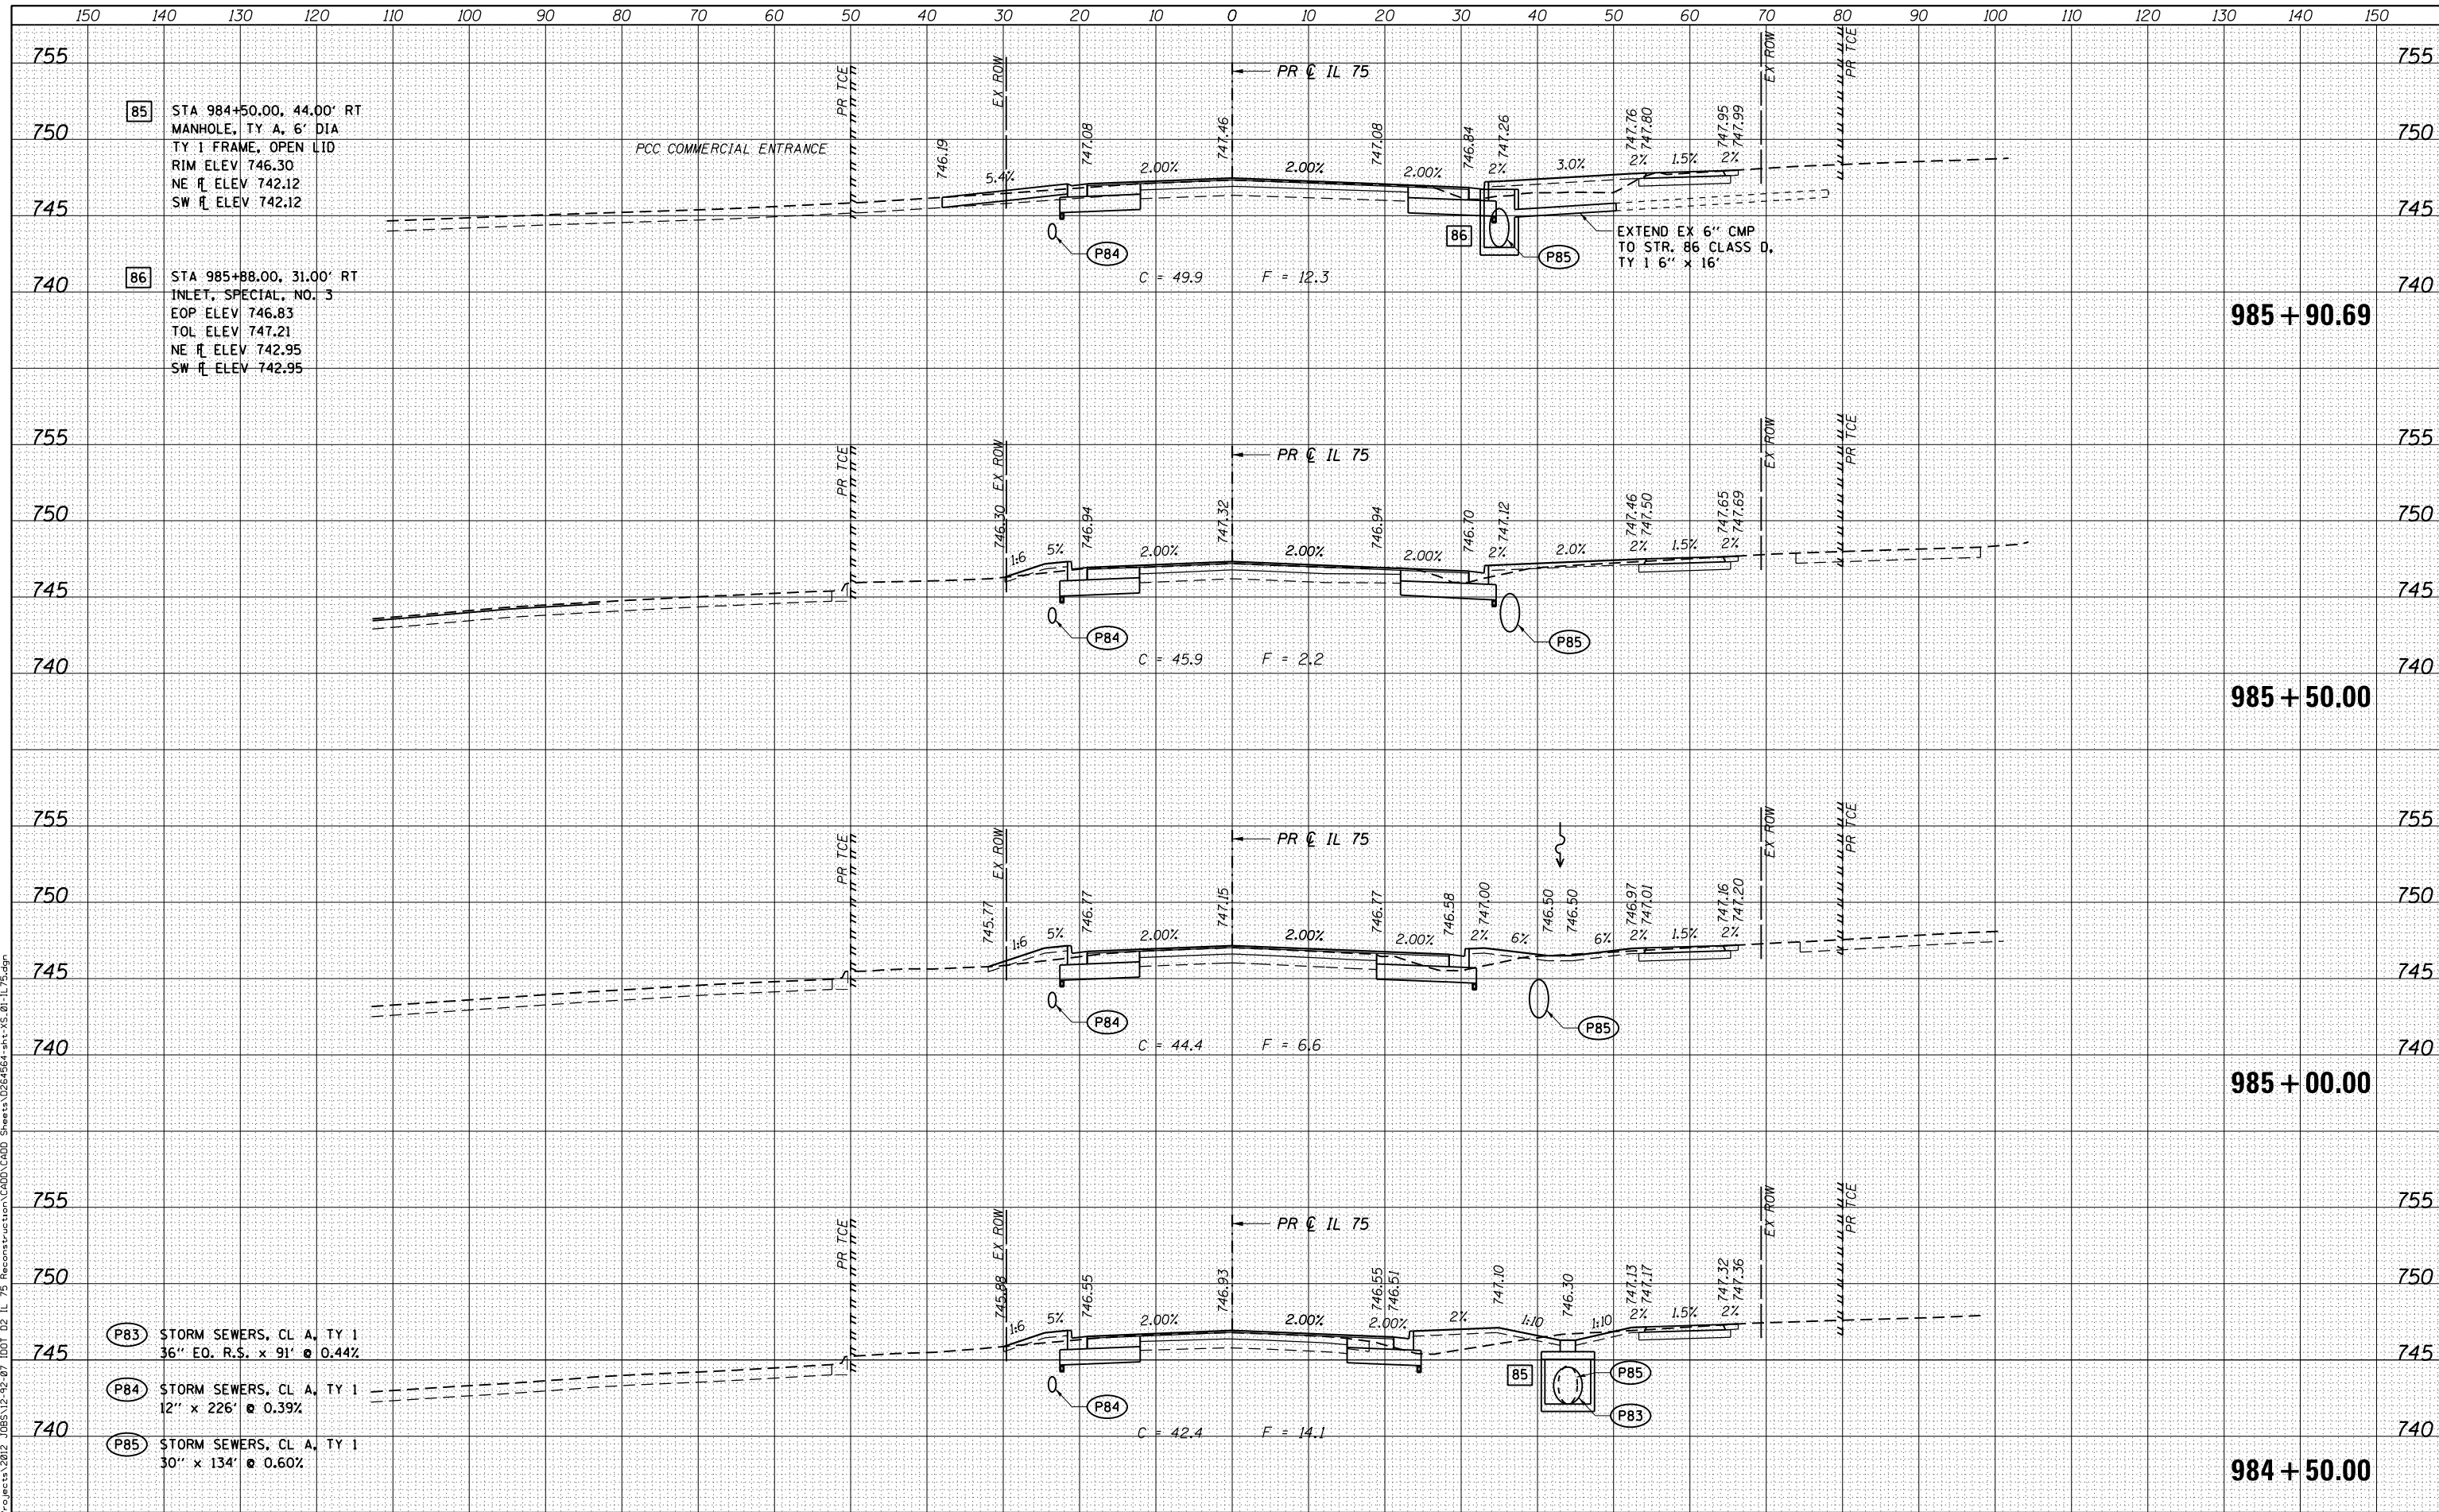 150 140 130 120 110 100 90 80 70 60 50 40 30 20 10 0 10 20 30 40 50 60 70 80 90 100 110 120 130 140 150
755 755
PR TCE
EX ROW
PR ℄ IL 75
EX ROW
PR TCE
85 STA 984+50.00, 44.00' RT
MANHOLE, TY A, 6' DIA
TY 1 FRAME, OPEN LID
RIM ELEV 746.30
NE FL ELEV 742.12
SW FL ELEV 742.12
750 750
PCC COMMERCIAL ENTRANCE
746.19 747.08 747.46 747.08 746.84 747.26 747.76 747.80 747.95 747.99
5.4% 2.00% 2.00% 2.00% 2% 3.0% 2% 1.5% 2%
745 745
86
P84
P85
EXTEND EX 6" CMP
TO STR. 86 CLASS D,
TY 1 6" x 16'
86 STA 985+88.00, 31.00' RT
INLET, SPECIAL, NO. 3
EOP ELEV 746.83
TOL ELEV 747.21
NE FL ELEV 742.95
SW FL ELEV 742.95
C = 49.9 F = 12.3
740 740
985+90.69
755 755
PR TCE
EX ROW
PR ℄ IL 75
EX ROW
PR TCE
750 750
746.30 746.94 747.32 746.94 746.70 747.12 747.46 747.50 747.65 747.69
1:6 5% 2.00% 2.00% 2.00% 2% 2.0% 2% 1.5% 2%
745 745
P84
P85
C = 45.9 F = 2.2
740 740
985+50.00
755 755
PR TCE
EX ROW
PR ℄ IL 75
EX ROW
PR TCE
750 750
745.77 746.77 747.15 746.77 746.58 747.00 746.50 746.50 746.97 747.01 747.16 747.20
1:6 5% 2.00% 2.00% 2.00% 2% 6% 6% 2% 1.5% 2%
745 745
P84
P85
C = 44.4 F = 6.6
740 740
985+00.00
755 755
PR TCE
EX ROW
PR ℄ IL 75
EX ROW
PR TCE
750 750
745.88 746.55 746.93 746.55 746.51 747.10 746.30 747.13 747.17 747.32 747.36
1:6 5% 2.00% 2.00% 2.00% 2% 1:10 1:10 2% 1.5% 2%
745 745
85
P84
P85
P83
P83 STORM SEWERS, CL A, TY 1
36" EQ. R.S. x 91' @ 0.44%
P84 STORM SEWERS, CL A, TY 1
12" x 226' @ 0.39%
P85 STORM SEWERS, CL A, TY 1
30" x 134' @ 0.60%
C = 42.4 F = 14.1
740 740
984+50.00
rojects\2012 JOBS\12-92-07 IDOT D2 IL 75 Reconstruction\CADD\CADD Sheets\D264564-sht-XS.01-IL75.dgn